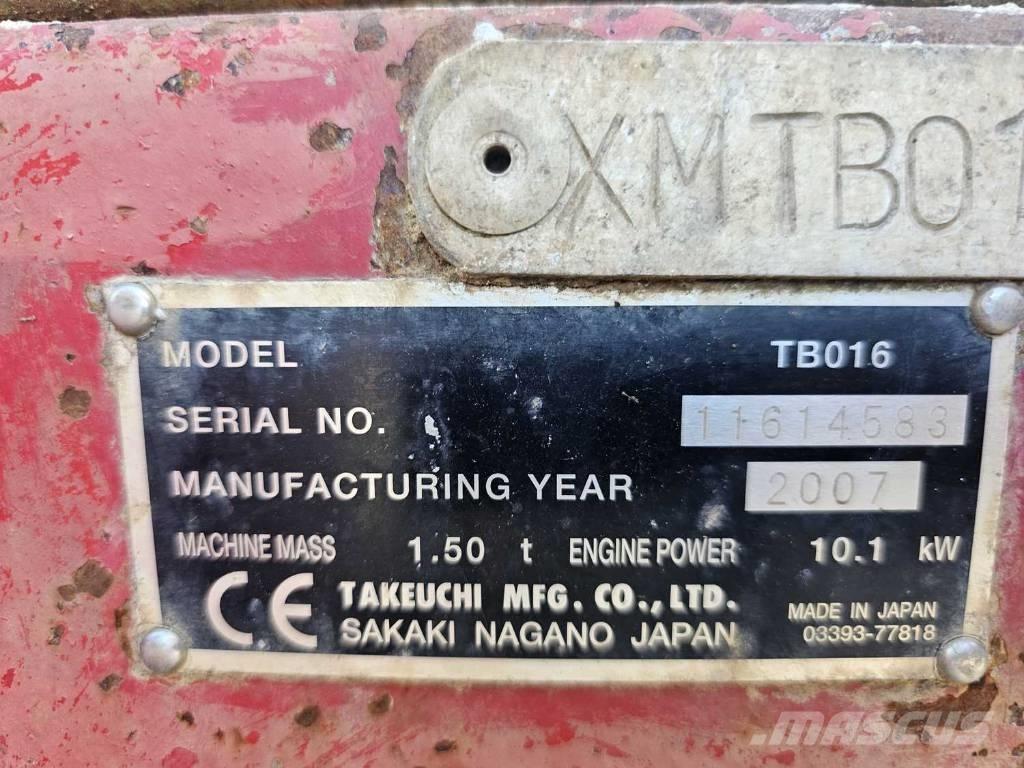 XMTB01
MODEL TB016
SERIAL NO. 11614583
MANUFACTURING YEAR 2007
MACHINE MASS 1.50 t ENGINE POWER 10.1 kW
CE TAKEUCHI MFG. CO., LTD.
SAKAKI NAGANO JAPAN
MADE IN JAPAN
03393-77818
MASCUS